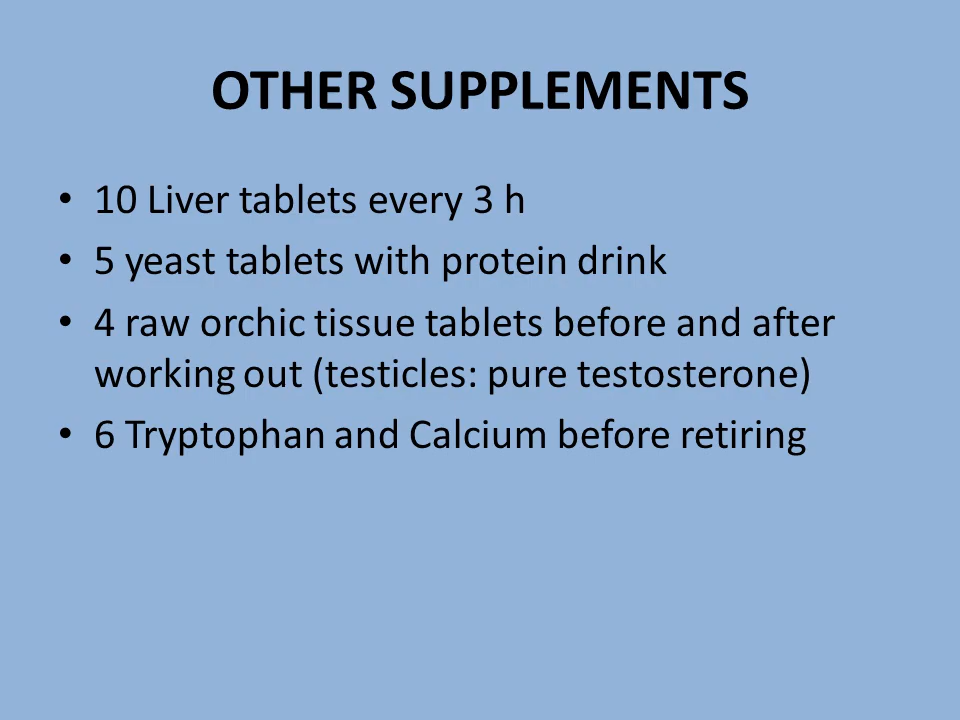 OTHER SUPPLEMENTS
• 10 Liver tablets every 3 h
• 5 yeast tablets with protein drink
• 4 raw orchic tissue tablets before and after
working out (testicles: pure testosterone)
• 6 Tryptophan and Calcium before retiring